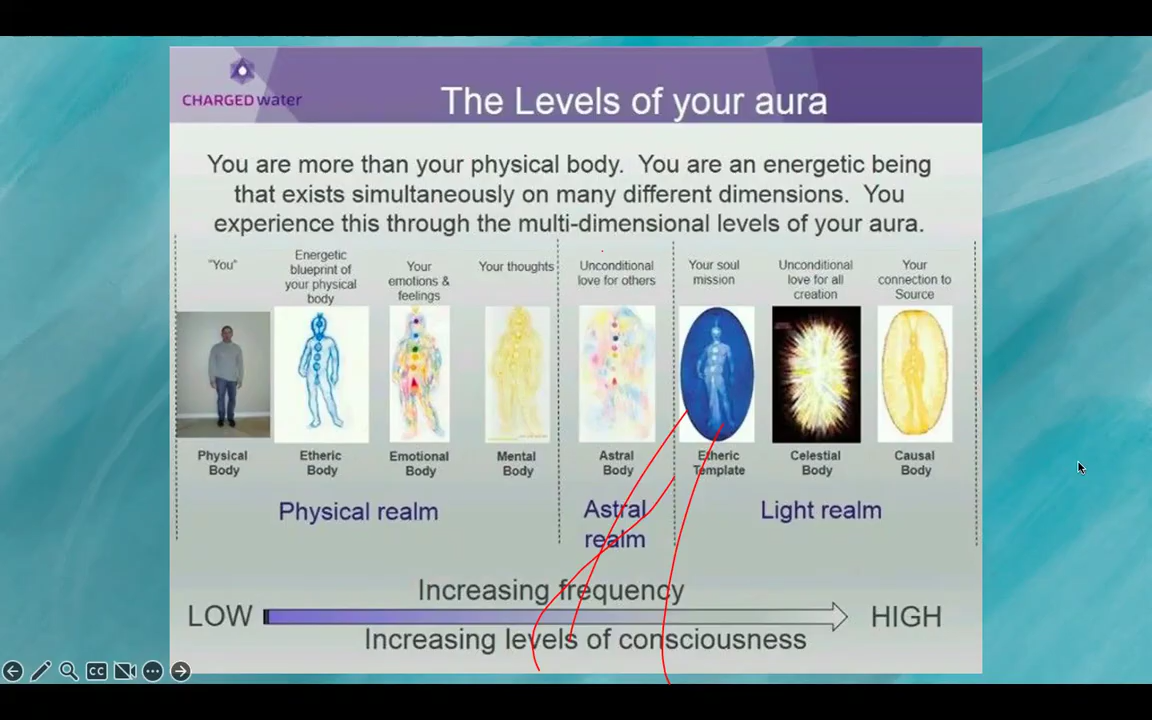 CHARGEDwater
The Levels of your aura
You are more than your physical body. You are an energetic being
that exists simultaneously on many different dimensions. You
experience this through the multi-dimensional levels of your aura.
"You"
Energetic
blueprint of
your physical
body
Your
emotions &
feelings
Your thoughts
Unconditional
love for others
Your soul
mission
Unconditional
love for all
creation
Your
connection to
Source
Physical
Body
Etheric
Body
Emotional
Body
Mental
Body
Astral
Body
Etheric
Template
Celestial
Body
Causal
Body
Physical realm
Astral
realm
Light realm
Increasing frequency
LOW
HIGH
Increasing levels of consciousness
CC